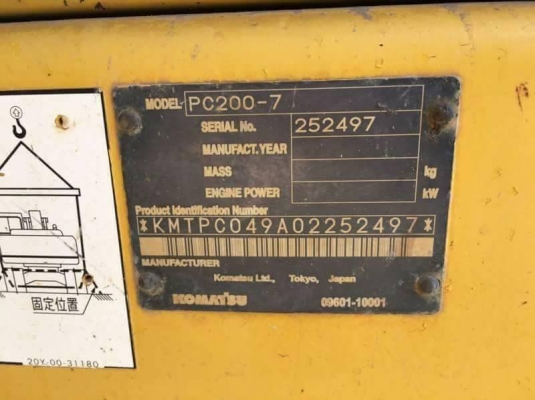 MODEL PC200-7
SERIAL No. 252497
MANUFACT. YEAR
MASS kg
ENGINE POWER kW
Product Identification Number
*KMTPC049A02252497*
MANUFACTURER
Komatsu Ltd., Tokyo, Japan
KOMATSU 09601-10001
固定位置
20Y-00-31180